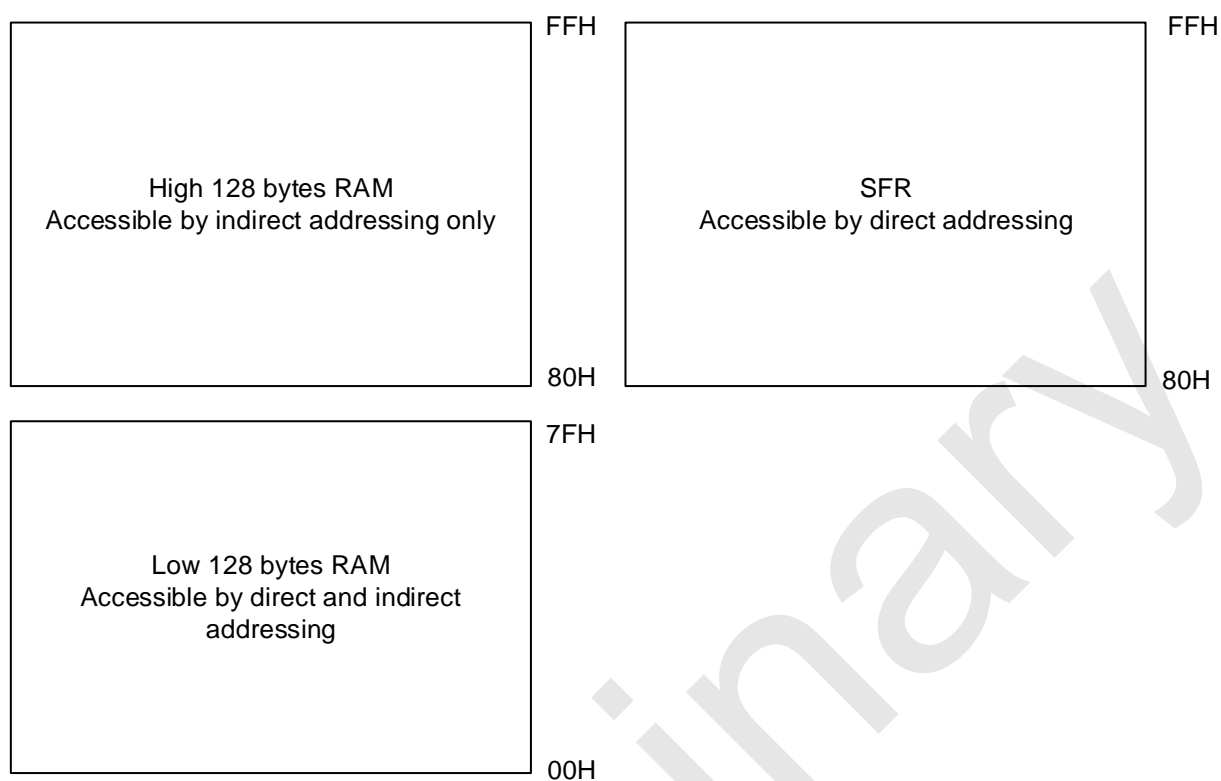 FFH
High 128 bytes RAM
Accessible by indirect addressing only
80H
FFH
SFR
Accessible by direct addressing
80H
7FH
Low 128 bytes RAM
Accessible by direct and indirect
addressing
00H
inary